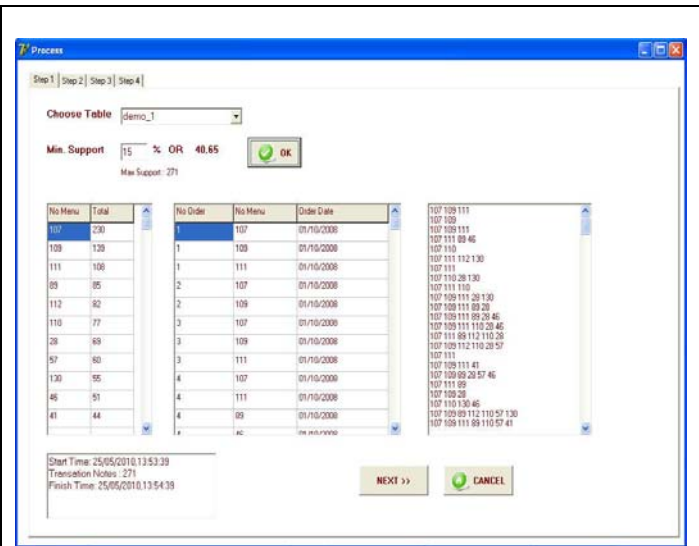 Process
Step 1 Step 2 Step 3 Step 4
Choose Table demo_1
Min. Support 15 % OR 40,65 OK
Max Support : 271
No Menu Total
107 230
109 139
111 108
89 85
112 82
110 77
28 69
57 60
130 55
46 51
41 44
No Order No Menu Order Date
1 107 01/10/2008
1 109 01/10/2008
1 111 01/10/2008
2 107 01/10/2008
2 109 01/10/2008
3 107 01/10/2008
3 109 01/10/2008
3 111 01/10/2008
4 107 01/10/2008
4 111 01/10/2008
4 89 01/10/2008
107 109 111
107 109
107 109 111
107 111 89 46
107 110
107 111 112 130
107 111
107 110 28 130
107 111 110
107 109 111 28 130
107 109 111 89 28
107 109 111 89 28 46
107 109 111 110 28 46
107 111 89 112 110 28
107 109 112 110 28 57
107 111
107 109 111 41
107 109 89 28 57 46
107 111 89
107 109 28
107 110 130 46
107 109 89 112 110 57 130
107 109 111 89 110 57 41
Start Time: 25/05/2010,13:53:39
Transation Notes : 271
Finish Time: 25/05/2010,13:54:39
NEXT >>
CANCEL